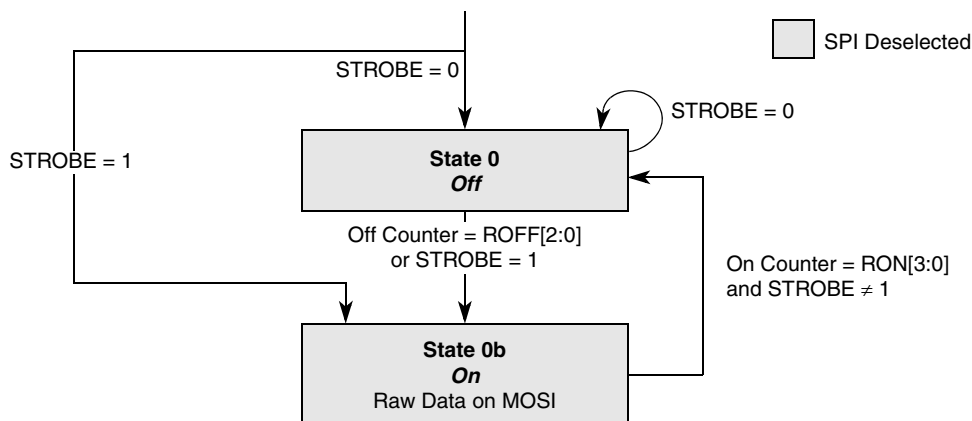 SPI Deselected
STROBE = 0
STROBE = 0
STROBE = 1
State 0
Off
Off Counter = ROFF[2:0]
or STROBE = 1
On Counter = RON[3:0]
and STROBE ≠ 1
State 0b
On
Raw Data on MOSI